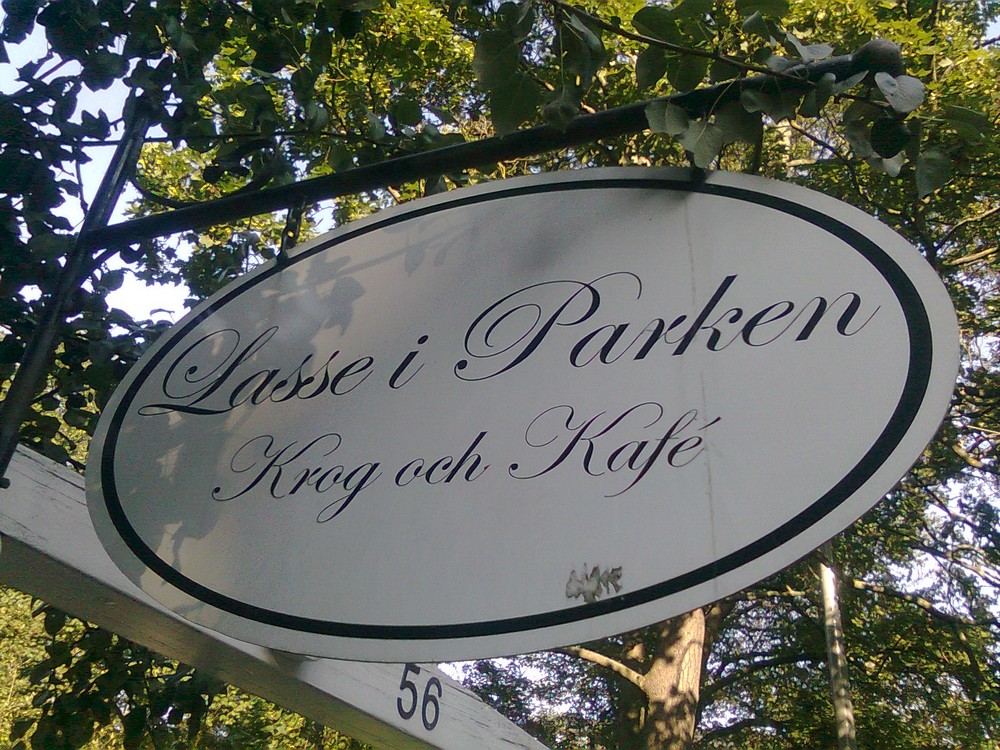 Lasse i Parken
Krog och Kafé
56